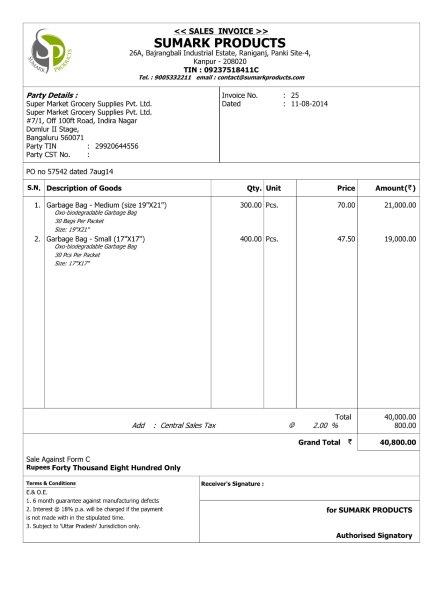 SUMARK PRODUCTS
<< SALES INVOICE >>
SUMARK PRODUCTS
26A, Bajrangbali Industrial Estate, Raniganj, Panki Site-4,
Kanpur - 208020
TIN : 09237518411C
Tel. : 9005332211 email : contact@sumarkproducts.com
Party Details :
Super Market Grocery Supplies Pvt. Ltd.
Super Market Grocery Supplies Pvt. Ltd.
#7/1, Off 100ft Road, Indira Nagar
Domlur II Stage,
Bangaluru 560071
Party TIN : 29920644556
Party CST No. :
Invoice No. : 25
Dated : 11-08-2014
PO no 57542 dated 7aug14
S.N. Description of Goods Qty. Unit Price Amount(₹)
1. Garbage Bag - Medium (size 19"X21") 300.00 Pcs. 70.00 21,000.00
Oxo-biodegradable Garbage Bag
30 Bags Per Packet
Size: 19"X21"
2. Garbage Bag - Small (17"X17") 400.00 Pcs. 47.50 19,000.00
Oxo-biodegradable Garbage Bag
30 Pcs Per Packet
Size: 17"X17"
Total 40,000.00
Add : Central Sales Tax @ 2.00 % 800.00
Grand Total ₹ 40,800.00
Sale Against Form C
Rupees Forty Thousand Eight Hundred Only
Terms & Conditions
E.& O.E.
1. 6 month guarantee against manufacturing defects
2. Interest @ 18% p.a. will be charged if the payment
is not made with in the stipulated time.
3. Subject to 'Uttar Pradesh' Jurisdiction only.
Receiver's Signature :
for SUMARK PRODUCTS
Authorised Signatory